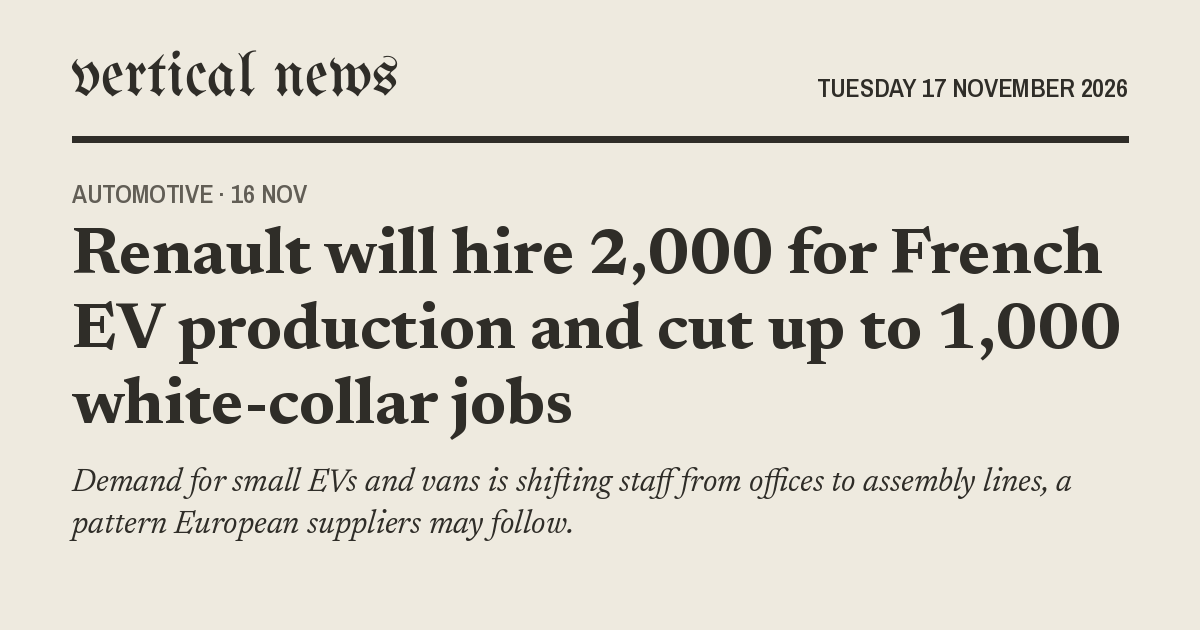 vertical news
TUESDAY 17 NOVEMBER 2026
AUTOMOTIVE · 16 NOV
Renault will hire 2,000 for French
EV production and cut up to 1,000
white-collar jobs
Demand for small EVs and vans is shifting staff from offices to assembly lines, a
pattern European suppliers may follow.